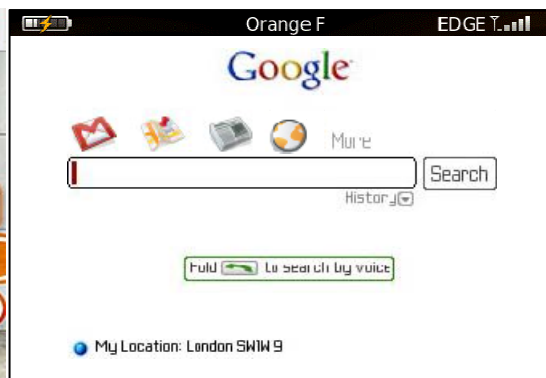 Orange F EDGE
Google
More
Search
History
Hold to search by voice
My Location: London SW1W 9